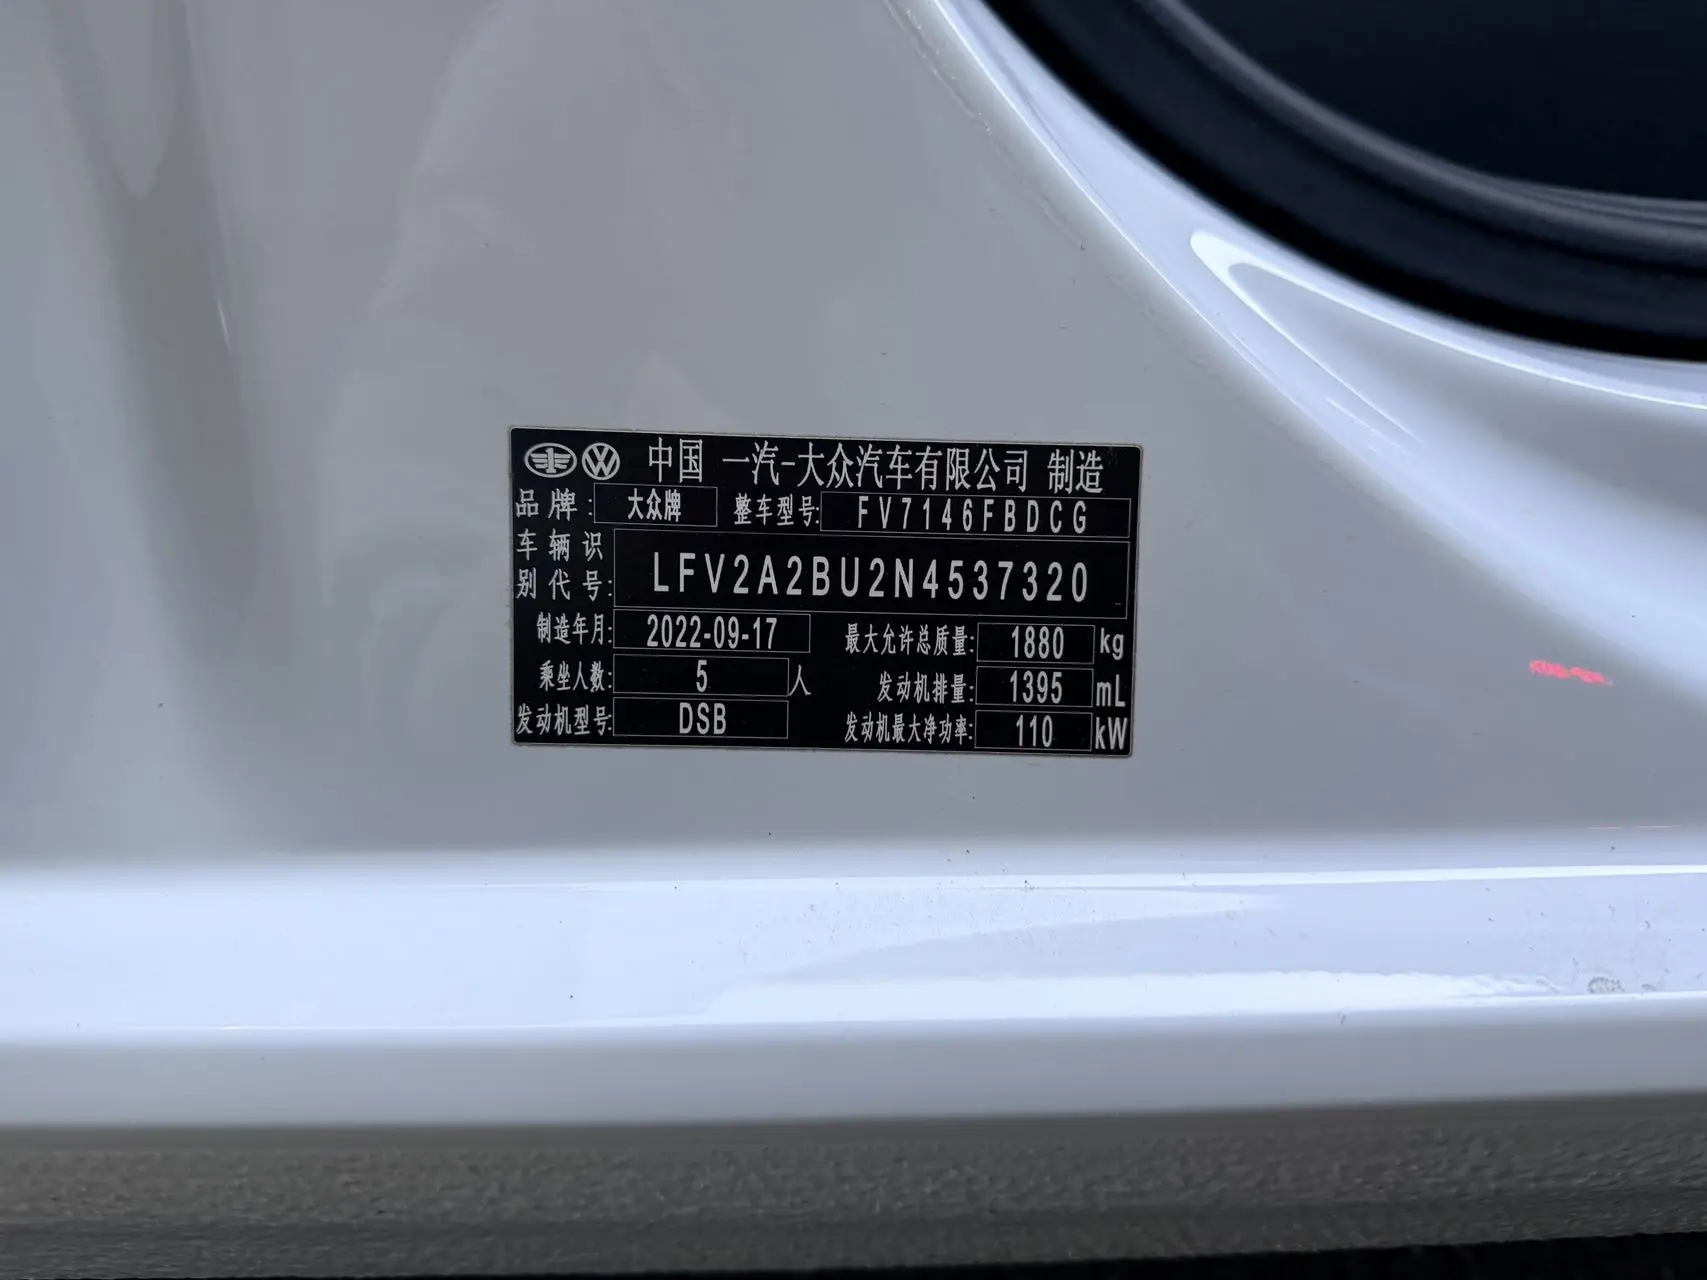 中国 一汽-大众汽车有限公司 制造
品牌: 大众牌 整车型号: FV7146FBDCG
车辆识
别代号: LFV2A2BU2N4537320
制造年月: 2022-09-17 最大允许总质量: 1880 kg
乘坐人数: 5 人 发动机排量: 1395 mL
发动机型号: DSB 发动机最大净功率: 110 kW